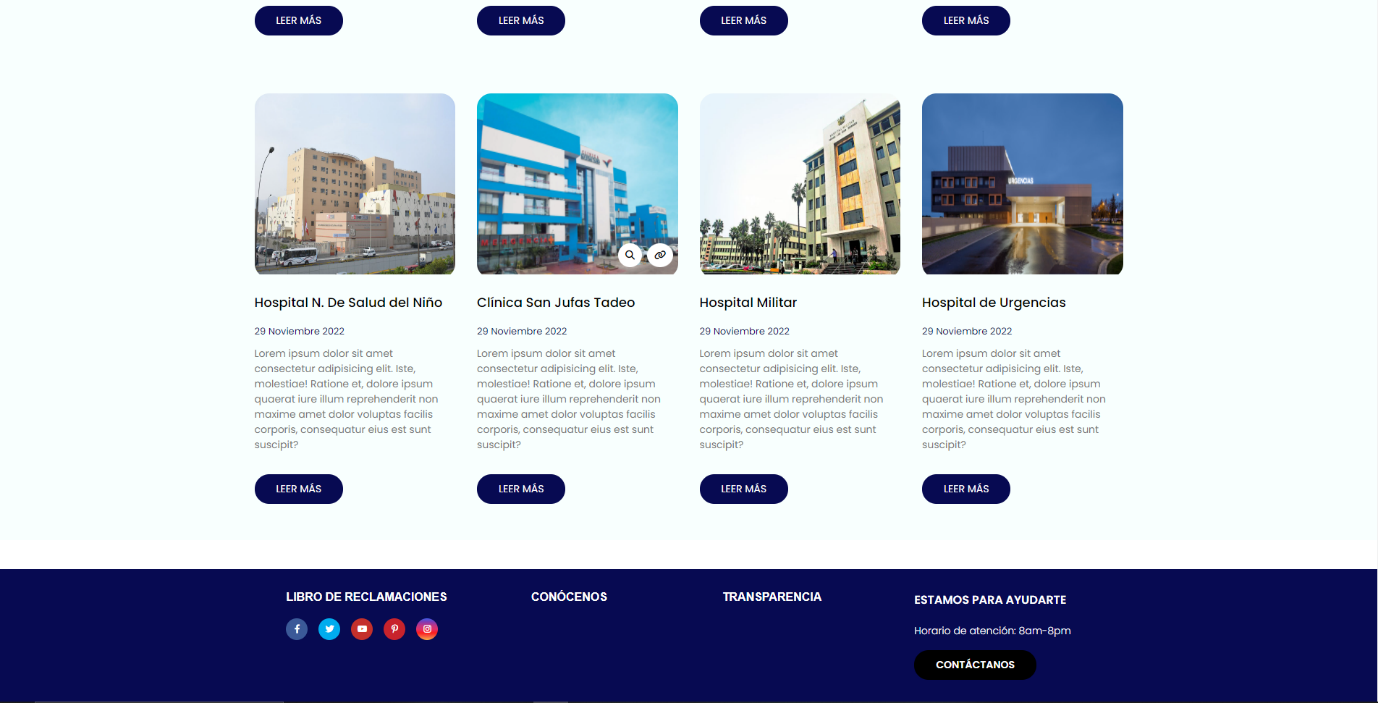 LEER MÁS
LEER MÁS
LEER MÁS
LEER MÁS
URGENCIAS
Hospital N. De Salud del Niño
29 Noviembre 2022
Lorem ipsum dolor sit amet
consectetur adipisicing elit. Iste,
molestiae! Ratione et, dolore ipsum
quaerat iure illum reprehenderit non
maxime amet dolor voluptas facilis
corporis, consequatur eius est sunt
suscipit?
LEER MÁS
Clínica San Jufas Tadeo
29 Noviembre 2022
Lorem ipsum dolor sit amet
consectetur adipisicing elit. Iste,
molestiae! Ratione et, dolore ipsum
quaerat iure illum reprehenderit non
maxime amet dolor voluptas facilis
corporis, consequatur eius est sunt
suscipit?
LEER MÁS
Hospital Militar
29 Noviembre 2022
Lorem ipsum dolor sit amet
consectetur adipisicing elit. Iste,
molestiae! Ratione et, dolore ipsum
quaerat iure illum reprehenderit non
maxime amet dolor voluptas facilis
corporis, consequatur eius est sunt
suscipit?
LEER MÁS
Hospital de Urgencias
29 Noviembre 2022
Lorem ipsum dolor sit amet
consectetur adipisicing elit. Iste,
molestiae! Ratione et, dolore ipsum
quaerat iure illum reprehenderit non
maxime amet dolor voluptas facilis
corporis, consequatur eius est sunt
suscipit?
LEER MÁS
LIBRO DE RECLAMACIONES
CONÓCENOS
TRANSPARENCIA
ESTAMOS PARA AYUDARTE
Horario de atención: 8am-8pm
CONTÁCTANOS